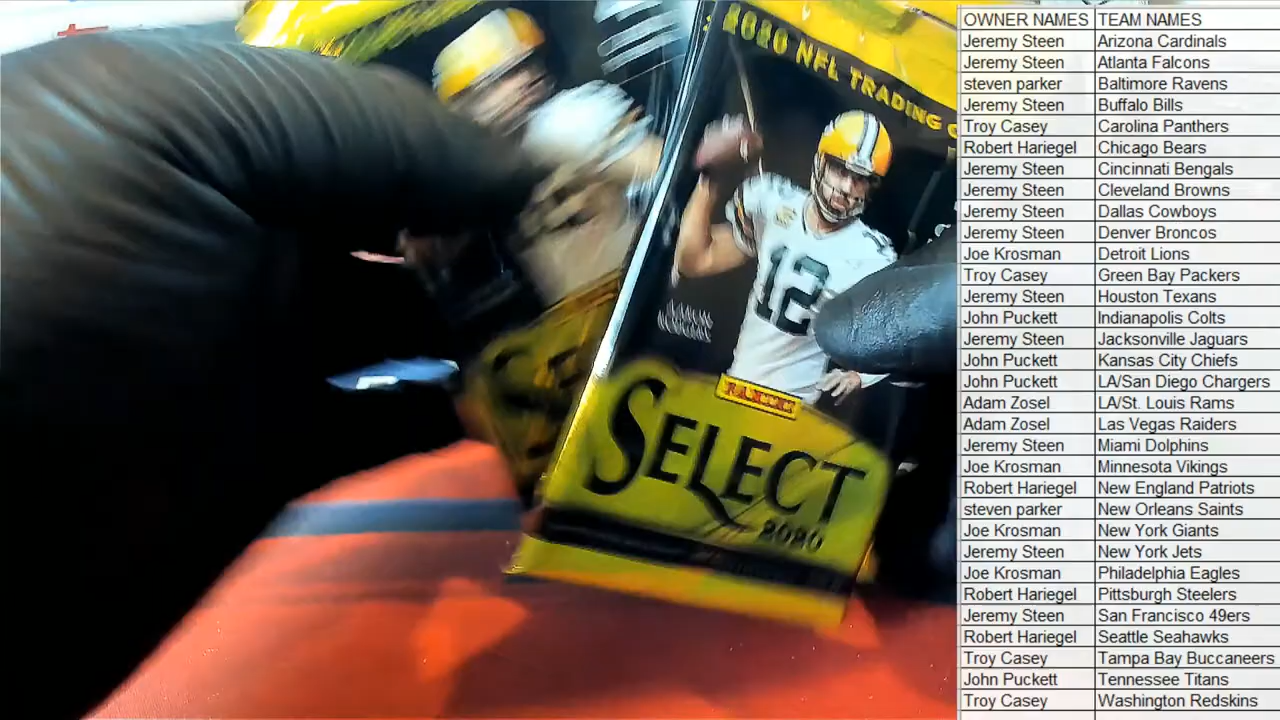 2020 NFL TRADING
12
PANINI
SELECT
2020
OWNER NAMES TEAM NAMES
Jeremy Steen Arizona Cardinals
Jeremy Steen Atlanta Falcons
steven parker Baltimore Ravens
Jeremy Steen Buffalo Bills
Troy Casey Carolina Panthers
Robert Hariegel Chicago Bears
Jeremy Steen Cincinnati Bengals
Jeremy Steen Cleveland Browns
Jeremy Steen Dallas Cowboys
Jeremy Steen Denver Broncos
Joe Krosman Detroit Lions
Troy Casey Green Bay Packers
Jeremy Steen Houston Texans
John Puckett Indianapolis Colts
Jeremy Steen Jacksonville Jaguars
John Puckett Kansas City Chiefs
John Puckett LA/San Diego Chargers
Adam Zosel LA/St. Louis Rams
Adam Zosel Las Vegas Raiders
Jeremy Steen Miami Dolphins
Joe Krosman Minnesota Vikings
Robert Hariegel New England Patriots
steven parker New Orleans Saints
Joe Krosman New York Giants
Jeremy Steen New York Jets
Joe Krosman Philadelphia Eagles
Robert Hariegel Pittsburgh Steelers
Jeremy Steen San Francisco 49ers
Robert Hariegel Seattle Seahawks
Troy Casey Tampa Bay Buccaneers
John Puckett Tennessee Titans
Troy Casey Washington Redskins